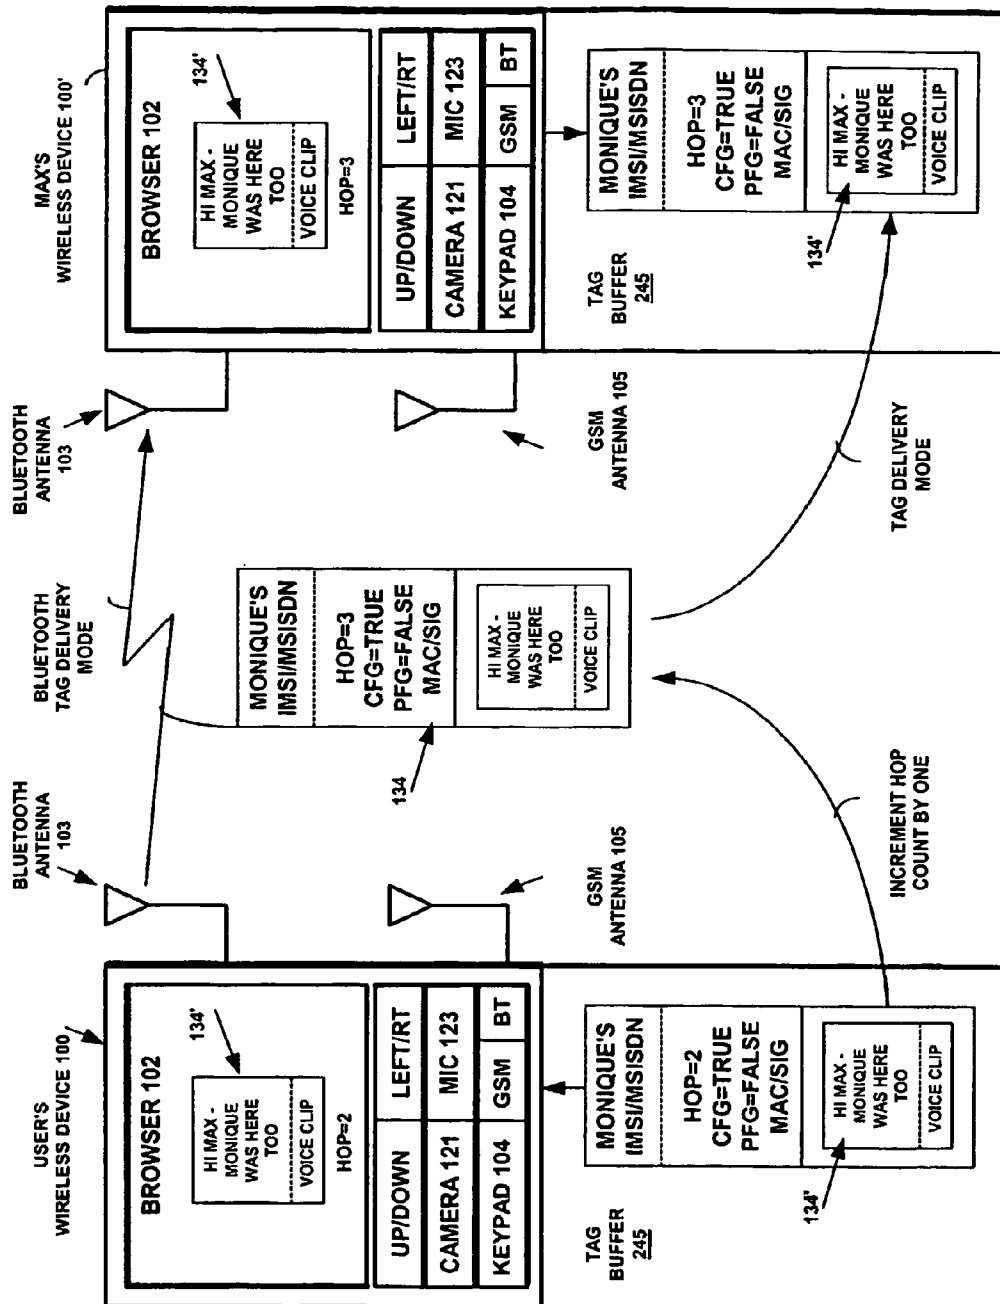 USER'S
WIRELESS DEVICE 100
BROWSER 102
134'
HI MAX -
MONIQUE
WAS HERE
TOO
VOICE CLIP
HOP=2
UP/DOWN
LEFT/RT
CAMERA 121
MIC 123
KEYPAD 104
GSM
BT
TAG
BUFFER
245
MONIQUE'S
IMSI/MSISDN
HOP=2
CFG=TRUE
PFG=FALSE
MAC/SIG
HI MAX -
MONIQUE
WAS HERE
TOO
VOICE CLIP
134'
BLUETOOTH
ANTENNA
103
GSM
ANTENNA 105
INCREMENT HOP
COUNT BY ONE
BLUETOOTH
TAG DELIVERY
MODE
MONIQUE'S
IMSI/MSISDN
HOP=3
CFG=TRUE
PFG=FALSE
MAC/SIG
134
HI MAX -
MONIQUE
WAS HERE
TOO
VOICE CLIP
BLUETOOTH
ANTENNA
103
GSM
ANTENNA 105
TAG DELIVERY
MODE
MAX'S
WIRELESS DEVICE 100'
BROWSER 102
134'
HI MAX -
MONIQUE
WAS HERE
TOO
VOICE CLIP
HOP=3
UP/DOWN
LEFT/RT
CAMERA 121
MIC 123
KEYPAD 104
GSM
BT
TAG
BUFFER
245
MONIQUE'S
IMSI/MSISDN
HOP=3
CFG=TRUE
PFG=FALSE
MAC/SIG
HI MAX -
MONIQUE
WAS HERE
TOO
VOICE CLIP
134'